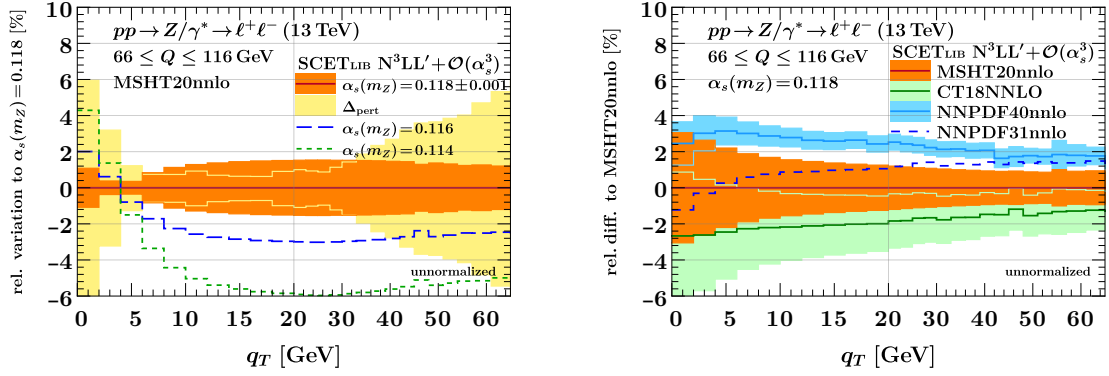 rel. variation to α_s(m_Z)=0.118 [%]
10
8
6
4
2
0
−2
−4
−6
pp→Z/γ*→ℓ⁺ℓ⁻ (13 TeV)
66 ≤ Q ≤ 116 GeV
MSHT20nnlo
SCETLIB N³LL′+O(α_s³)
α_s(m_Z)=0.118±0.001
Δ_pert
α_s(m_Z)=0.116
α_s(m_Z)=0.114
unnormalized
0 5 10 15 20 20 30 40 50 60
q_T [GeV]
rel. diff. to MSHT20nnlo [%]
10
8
6
4
2
0
−2
−4
−6
pp→Z/γ*→ℓ⁺ℓ⁻ (13 TeV)
66 ≤ Q ≤ 116 GeV
α_s(m_Z)=0.118
SCETLIB N³LL′+O(α_s³)
MSHT20nnlo
CT18NNLO
NNPDF40nnlo
NNPDF31nnlo
unnormalized
0 5 10 15 20 30 40 50 60
q_T [GeV]